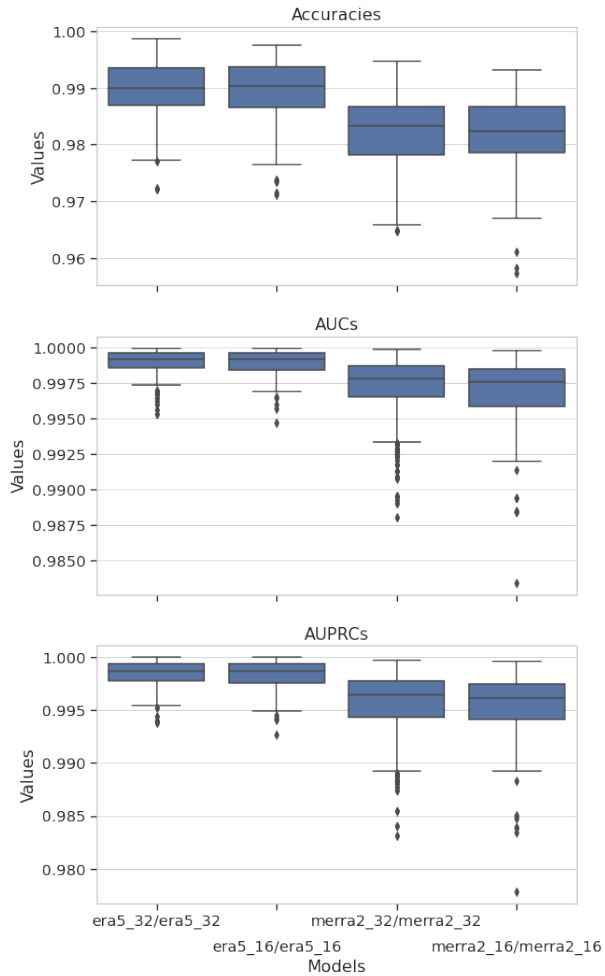 Accuracies
1.00
0.99
0.98
0.97
0.96
Values
AUCs
1.0000
0.9975
0.9950
0.9925
0.9900
0.9875
0.9850
Values
AUPRCs
1.000
0.995
0.990
0.985
0.980
Values
era5_32/era5_32
merra2_32/merra2_32
era5_16/era5_16
merra2_16/merra2_16
Models